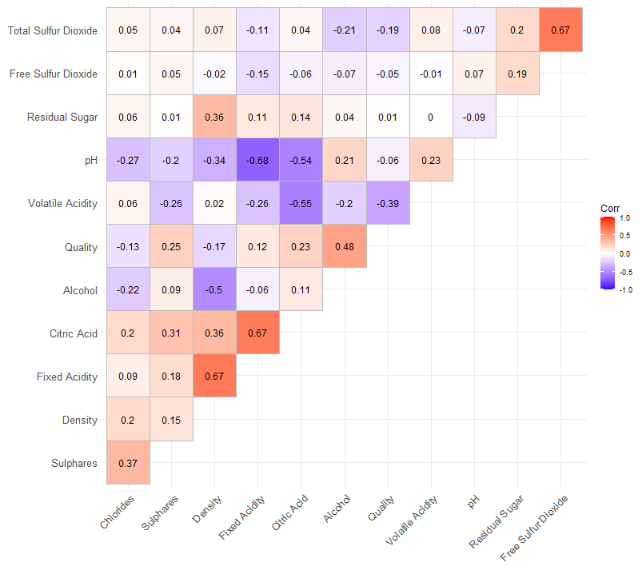 Total Sulfur Dioxide 0.05 0.04 0.07 -0.11 0.04 -0.21 -0.19 0.08 -0.07 0.2 0.67
Free Sulfur Dioxide 0.01 0.05 -0.02 -0.15 -0.06 -0.07 -0.05 -0.01 0.07 0.19
Residual Sugar 0.06 0.01 0.36 0.11 0.14 0.04 0.01 0 -0.09
pH -0.27 -0.2 -0.34 -0.68 -0.54 0.21 -0.06 0.23
Volatile Acidity 0.06 -0.26 0.02 -0.26 -0.55 -0.2 -0.39
Quality -0.13 0.25 -0.17 0.12 0.23 0.48
Alcohol -0.22 0.09 -0.5 -0.06 0.11
Citric Acid 0.2 0.31 0.36 0.67
Fixed Acidity 0.09 0.18 0.67
Density 0.2 0.15
Sulphares 0.37
Chlorides
Sulphares
Density
Fixed Acidity
Citric Acid
Alcohol
Quality
Volatile Acidity
pH
Residual Sugar
Free Sulfur Dioxide
Corr
1.0
0.5
0.0
-0.5
-1.0